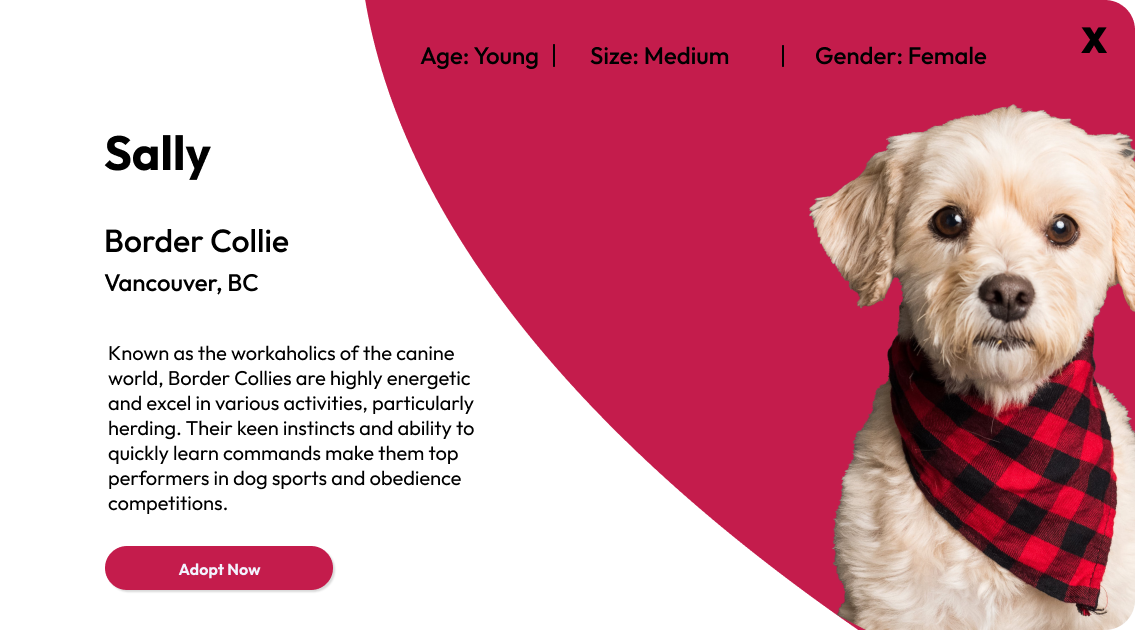 Age: Young | Size: Medium | Gender: Female
X
Sally
Border Collie
Vancouver, BC
Known as the workaholics of the canine
world, Border Collies are highly energetic
and excel in various activities, particularly
herding. Their keen instincts and ability to
quickly learn commands make them top
performers in dog sports and obedience
competitions.
Adopt Now